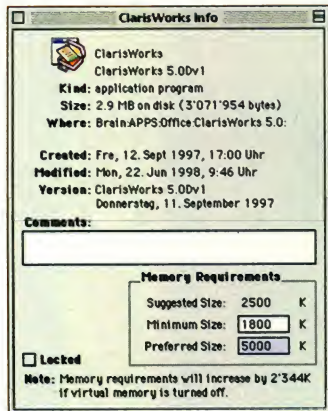 ClarisWorks Info
ClarisWorks
ClarisWorks 5.0Dv1
Kind: application program
Size: 2.9 MB on disk (3'071'954 bytes)
Where: Brain:APPS:Office:ClarisWorks 5.0:
Created: Fre, 12. Sept 1997, 17:00 Uhr
Modified: Mon, 22. Jun 1998, 9:46 Uhr
Version: ClarisWorks 5.0Dv1
Donnerstag, 11. September 1997
Comments:
Memory Requirements
Suggested Size: 2500 K
Minimum Size: 1800 K
Preferred Size: 5000 K
Locked
Note: Memory requirements will increase by 2'344K
if virtual memory is turned off.